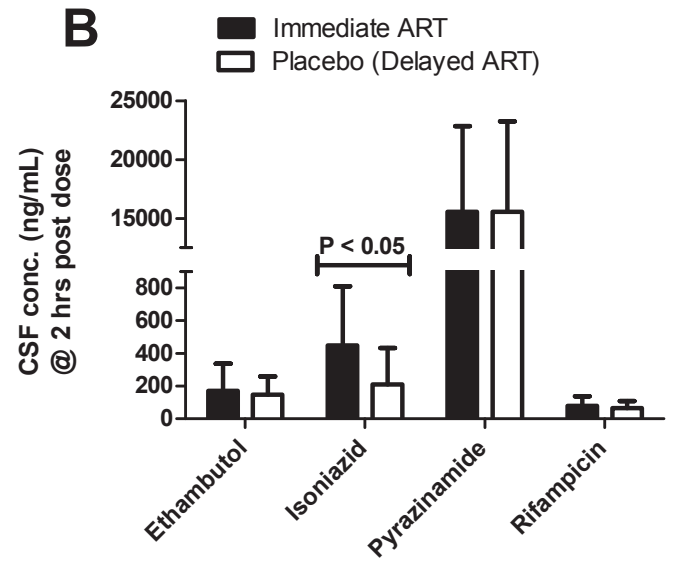 B
Immediate ART
Placebo (Delayed ART)
CSF conc. (ng/mL)
@ 2 hrs post dose
25000
20000
15000
800
600
400
200
0
P < 0.05
Ethambutol
Isoniazid
Pyrazinamide
Rifampicin